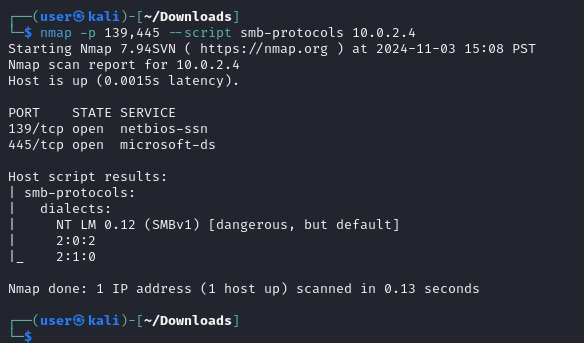 ┌──(user㉿kali)-[~/Downloads]
└─$ nmap -p 139,445 --script smb-protocols 10.0.2.4
Starting Nmap 7.94SVN ( https://nmap.org ) at 2024-11-03 15:08 PST
Nmap scan report for 10.0.2.4
Host is up (0.0015s latency).

PORT    STATE SERVICE
139/tcp open  netbios-ssn
445/tcp open  microsoft-ds

Host script results:
| smb-protocols:
|   dialects:
|     NT LM 0.12 (SMBv1) [dangerous, but default]
|     2:0:2
|_    2:1:0

Nmap done: 1 IP address (1 host up) scanned in 0.13 seconds

┌──(user㉿kali)-[~/Downloads]
└─$